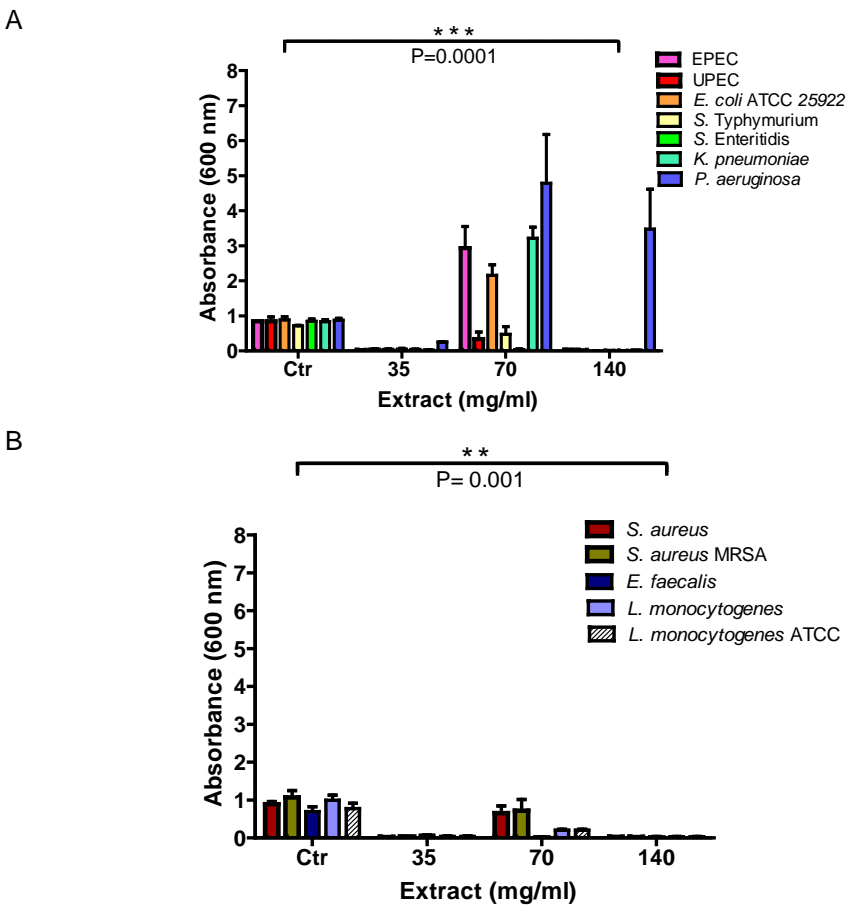 A
* * *
P=0.0001
EPEC
UPEC
E. coli ATCC 25922
S. Typhymurium
S. Enteritidis
K. pneumoniae
P. aeruginosa
Absorbance (600 nm)
8
7
6
5
4
3
2
1
0
Ctr 35 70 140
Extract (mg/ml)
B
* *
P= 0.001
S. aureus
S. aureus MRSA
E. faecalis
L. monocytogenes
L. monocytogenes ATCC
Absorbance (600 nm)
8
7
6
5
4
3
2
1
0
Ctr 35 70 140
Extract (mg/ml)